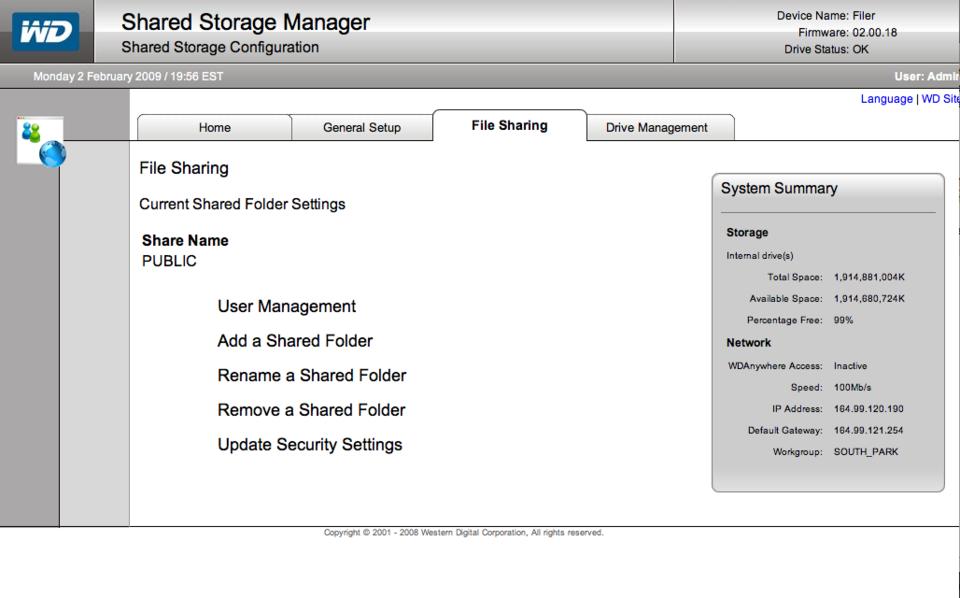 WD
Shared Storage Manager
Shared Storage Configuration
Device Name: Filer
Firmware: 02.00.18
Drive Status: OK
Monday 2 February 2009 / 19:56 EST
User: Admi
Language | WD Site
Home
General Setup
File Sharing
Drive Management
File Sharing
Current Shared Folder Settings
Share Name
PUBLIC
User Management
Add a Shared Folder
Rename a Shared Folder
Remove a Shared Folder
Update Security Settings
System Summary
Storage
Internal drive(s)
Total Space: 1,914,881,004K
Available Space: 1,914,680,724K
Percentage Free: 99%
Network
WDAnywhere Access: Inactive
Speed: 100Mb/s
IP Address: 164.99.120.190
Default Gateway: 164.99.121.254
Workgroup: SOUTH_PARK
Copyright © 2001 - 2008 Western Digital Corporation, All rights reserved.